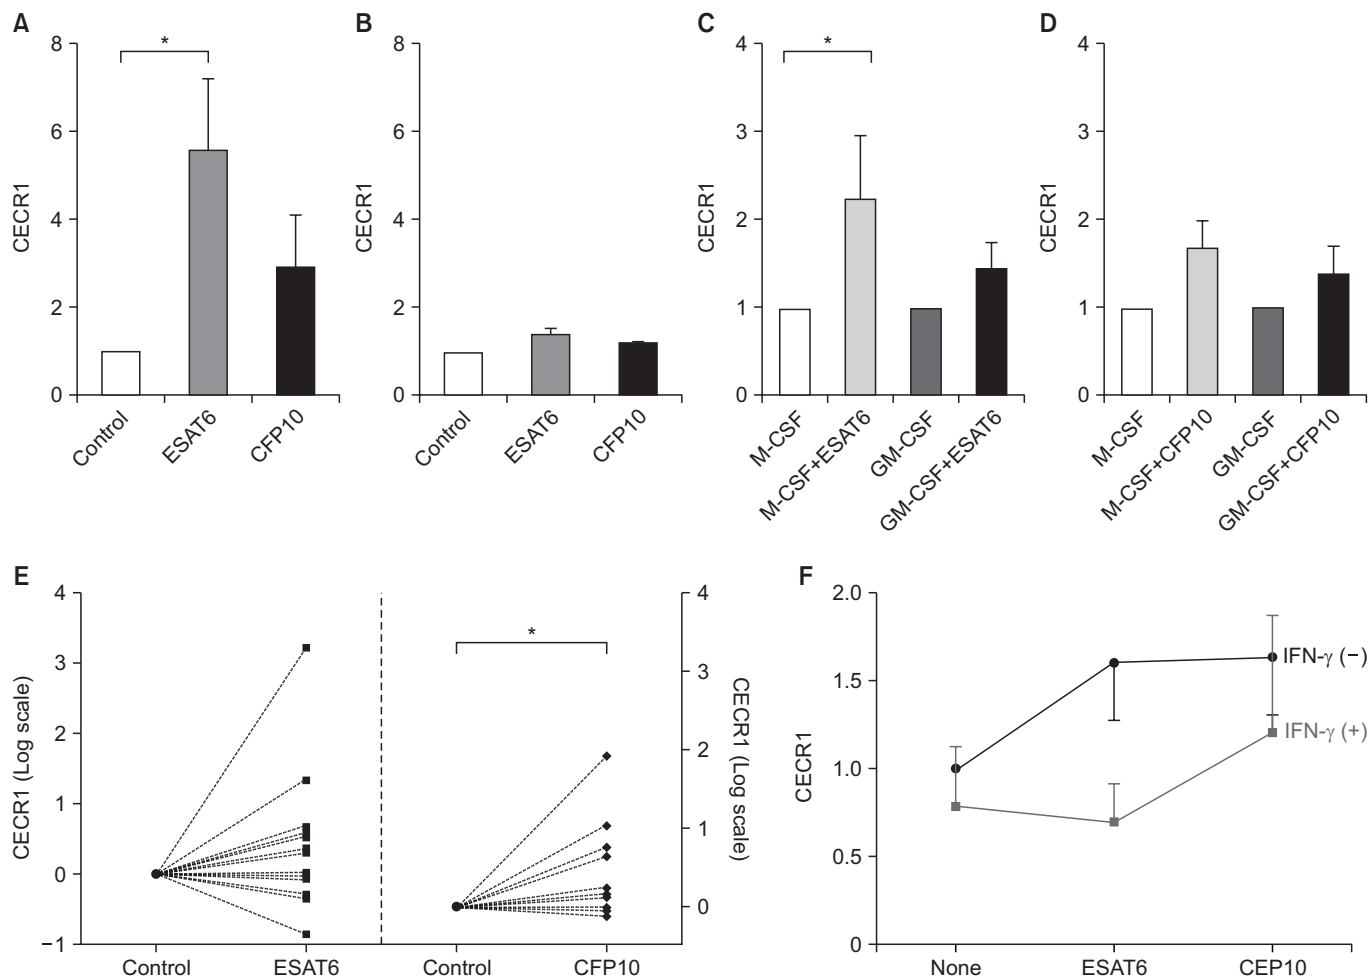 A
8
6
4
2
0
CECR1
*
Control
ESAT6
CFP10
B
8
6
4
2
0
CECR1
Control
ESAT6
CFP10
C
4
3
2
1
0
CECR1
*
M-CSF
M-CSF+ESAT6
GM-CSF
GM-CSF+ESAT6
D
4
3
2
1
0
CECR1
M-CSF
M-CSF+CFP10
GM-CSF
GM-CSF+CFP10
E
4
3
2
1
0
−1
CECR1 (Log scale)
Control
ESAT6
*
4
3
2
1
0
CECR1 (Log scale)
Control
CFP10
F
2.0
1.5
1.0
0.5
0
CECR1
IFN-γ (−)
IFN-γ (+)
None
ESAT6
CEP10